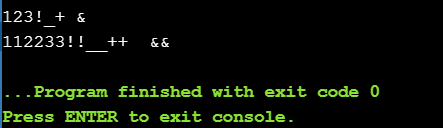 123!_+ &
112233!!__++  &&
...Program finished with exit code 0
Press ENTER to exit console.